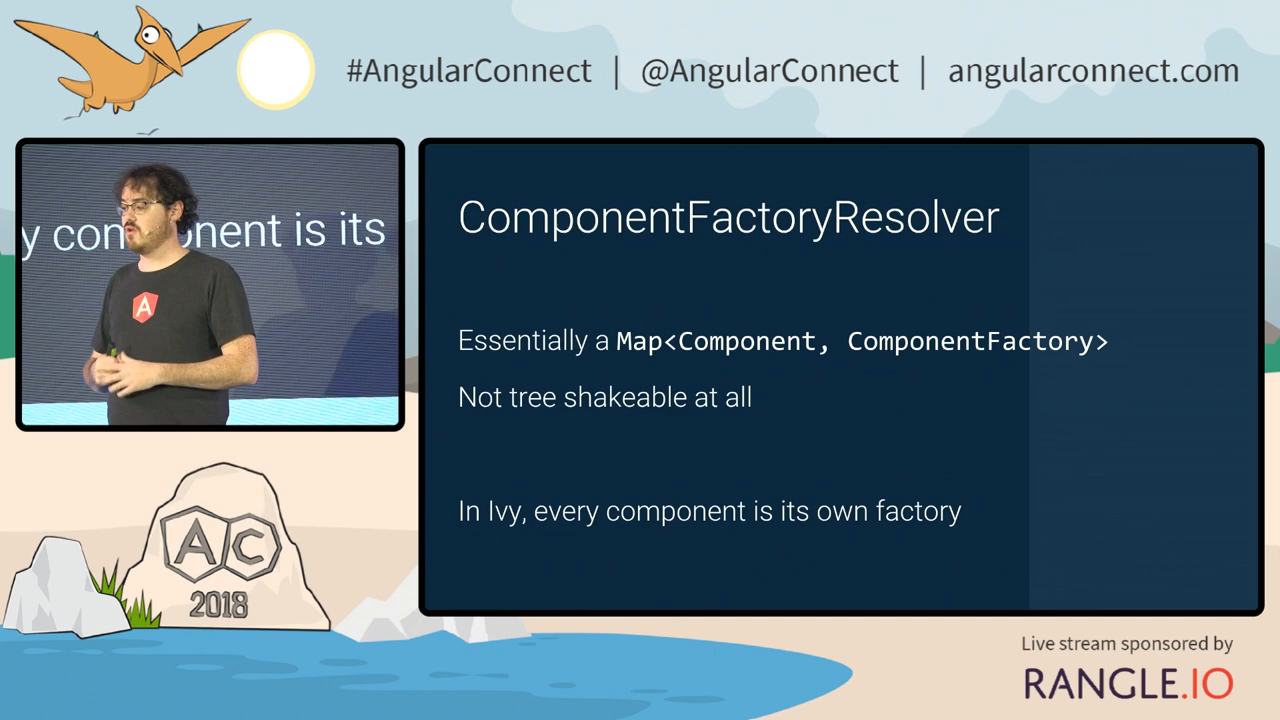 #AngularConnect | @AngularConnect | angularconnect.com
y component is its
A
ComponentFactoryResolver
Essentially a Map<Component, ComponentFactory>
Not tree shakeable at all
In Ivy, every component is its own factory
AC
2018
Live stream sponsored by
RANGLE.IO